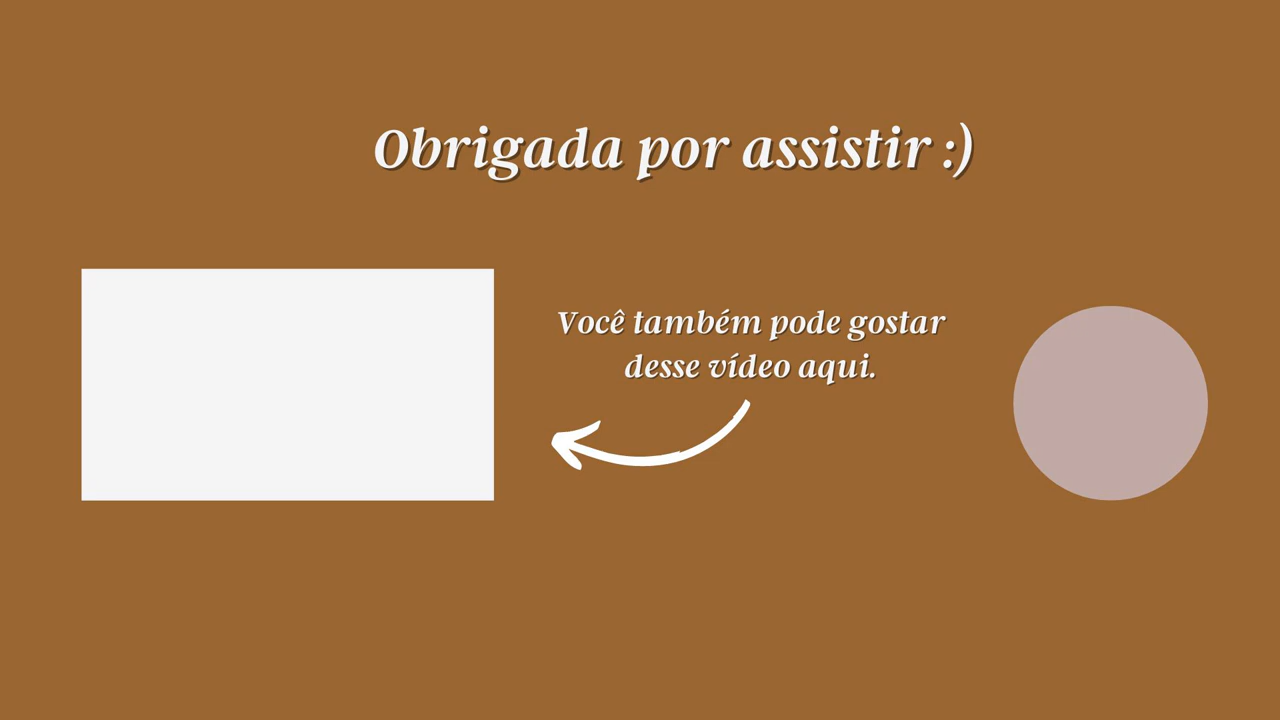 Obrigada por assistir :)
Você também pode gostar
desse vídeo aqui.